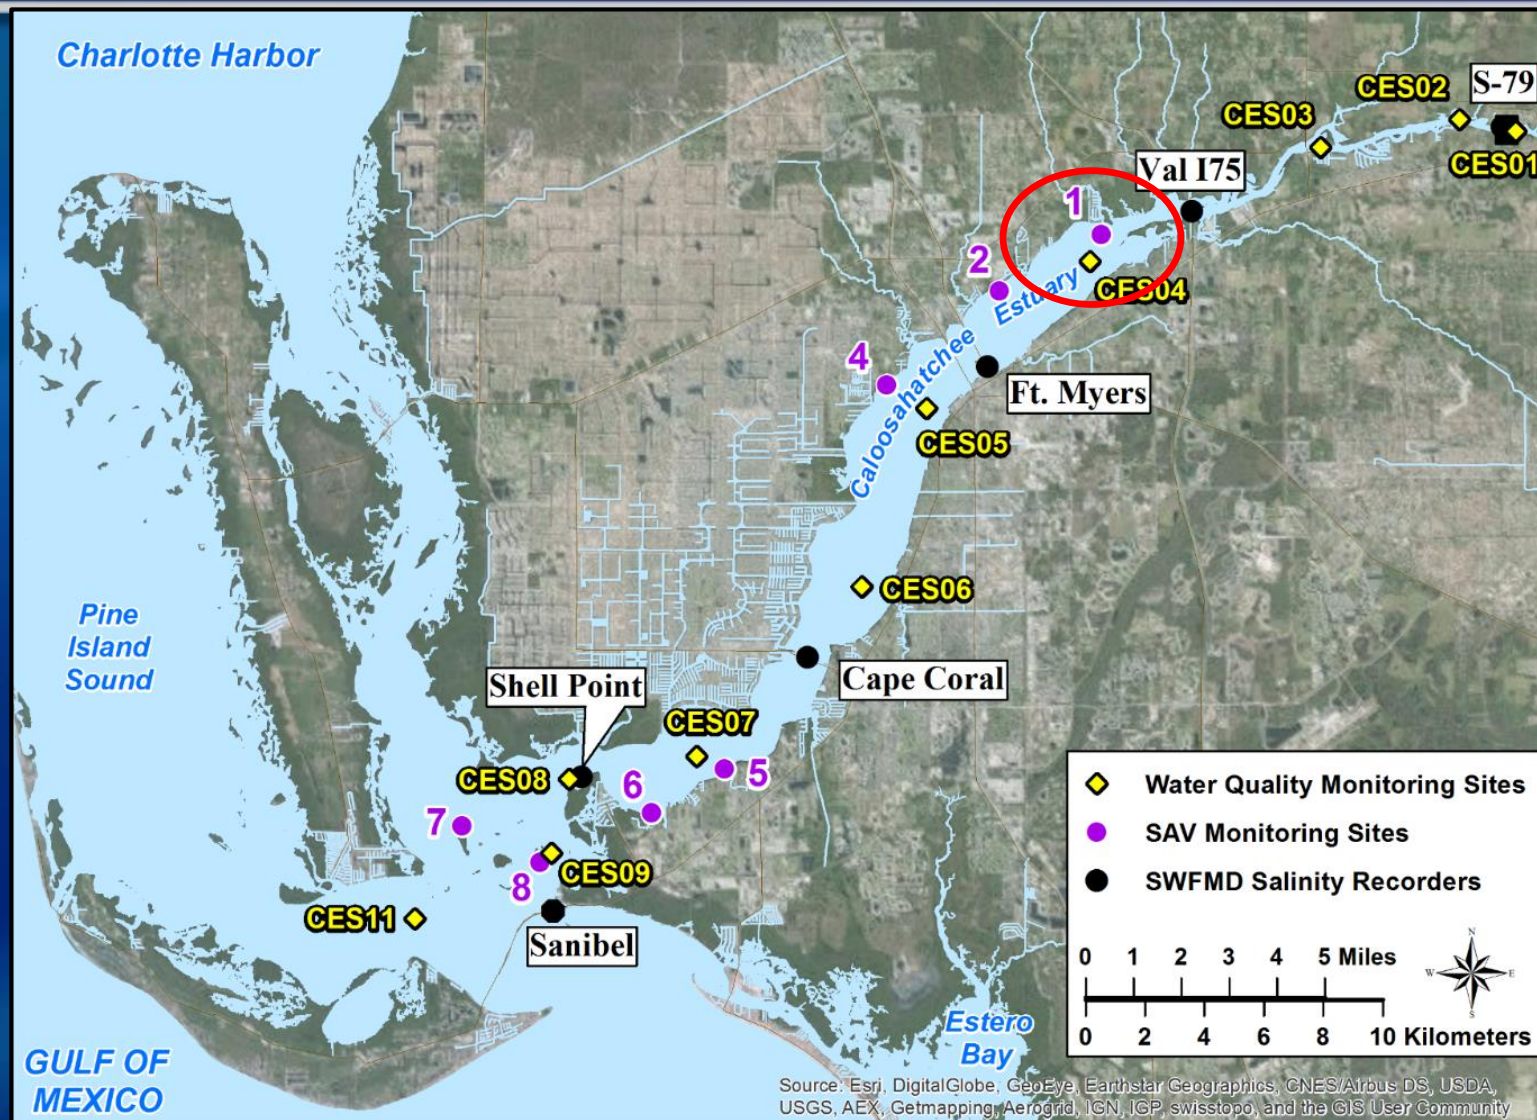 Charlotte Harbor
S-79
CES02
CES03
CES01
Val I75
1
2
CES04
Caloosahatchee Estuary
4
Ft. Myers
CES05
CES06
Pine
Island
Sound
Cape Coral
Shell Point
CES07
CES08
5
6
7
CES09
8
CES11
Sanibel
Water Quality Monitoring Sites
SAV Monitoring Sites
SWFMD Salinity Recorders
0 1 2 3 4 5 Miles
0 2 4 6 8 10 Kilometers
N
W E
S
Estero
Bay
GULF OF
MEXICO
Source: Esri, DigitalGlobe, GeoEye, Earthstar Geographics, CNES/Airbus DS, USDA,
USGS, AEX, Getmapping, Aerogrid, IGN, IGP, swisstopo, and the GIS User Community